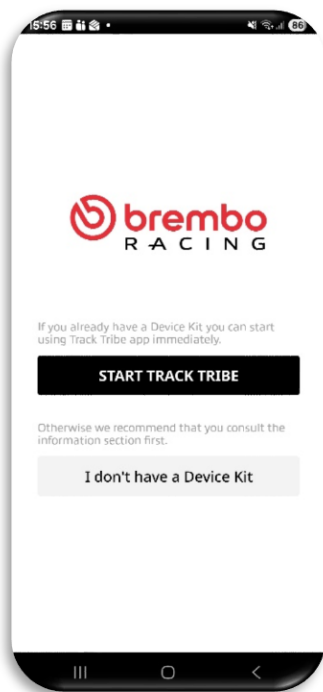 15:56
86
brembo
RACING
If you already have a Device Kit you can start
using Track Tribe app immediately.
START TRACK TRIBE
Otherwise we recommend that you consult the
information section first.
I don't have a Device Kit